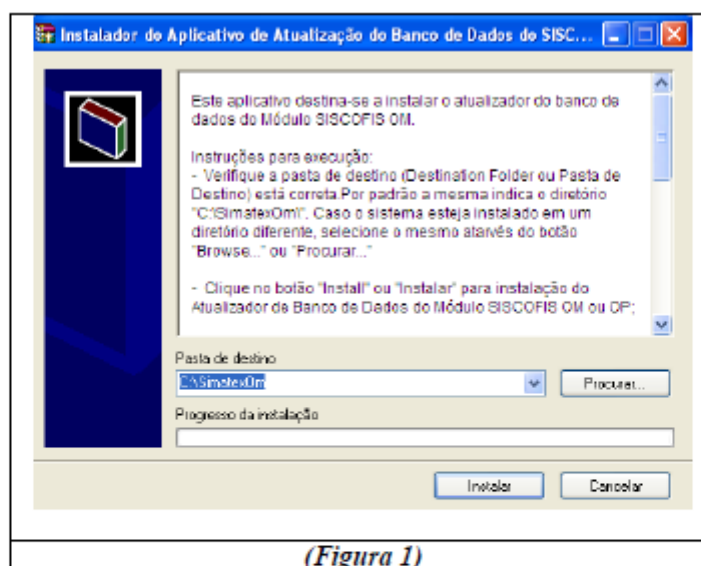 Instalador do Aplicativo de Atualização do Banco de Dados do SISC...
Este aplicativo destina-se a instalar o atualizador do banco de
dados do Módulo SISCOFIS OM.
Instruções para execução:
- Verifique a pasta de destino (Destination Folder ou Pasta de
Destino) está correta.Por padrão a mesma indica o diretório
"C:\SimatexOm\". Caso o sistema esteja instalado em um
diretório diferente, selecione o mesmo atarvés do botão
"Browse..." ou "Procurar..."
- Clique no botão "Install" ou "Instalar" para instalação do
Atualizador de Banco de Dados do Módulo SISCOFIS OM ou OP;
Pasta de destino
C:\SimatexOm
Procurar...
Progresso da instalação
Instalar
Cancelar
(Figura 1)